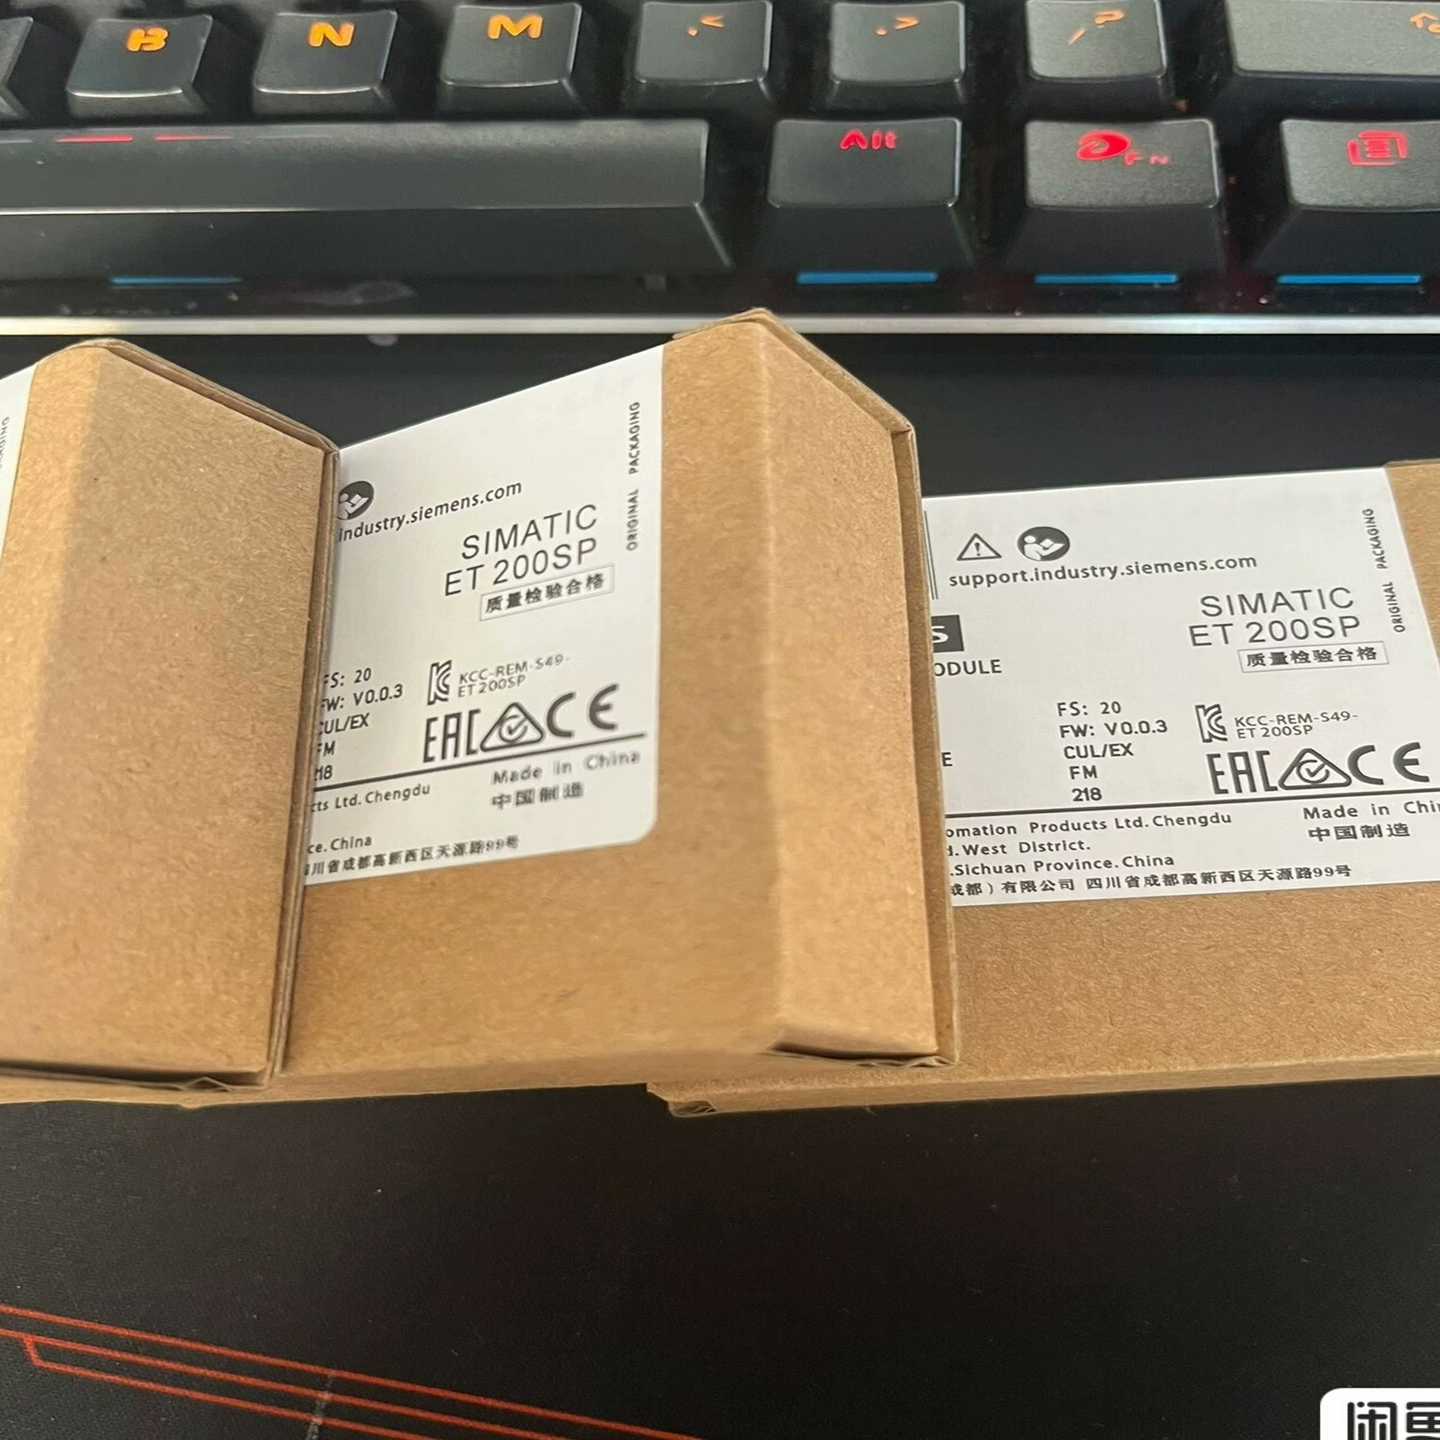 B N M < > ?
Alt FN
industry.siemens.com
SIMATIC
ET 200SP
质量检验合格
ORIGINAL PACKAGING
FS: 20
FW: V0.0.3
CUL/EX
FM
218
KCC-REM-S49-
ET200SP
EAC CE
cts Ltd. Chengdu
Made in China
中国制造
ce. China
川省成都高新西区天源路99号
support.industry.siemens.com
SIMATIC
ET 200SP
质量检验合格
ORIGINAL PACKAGING
S
ODULE
E
FS: 20
FW: V0.0.3
CUL/EX
FM
218
KCC-REM-S49-
ET 200SP
EAC CE
omation Products Ltd. Chengdu
Made in Chi
中国制造
d. West District.
.Sichuan Province. China
成都)有限公司 四川省成都高新西区天源路99号
闲